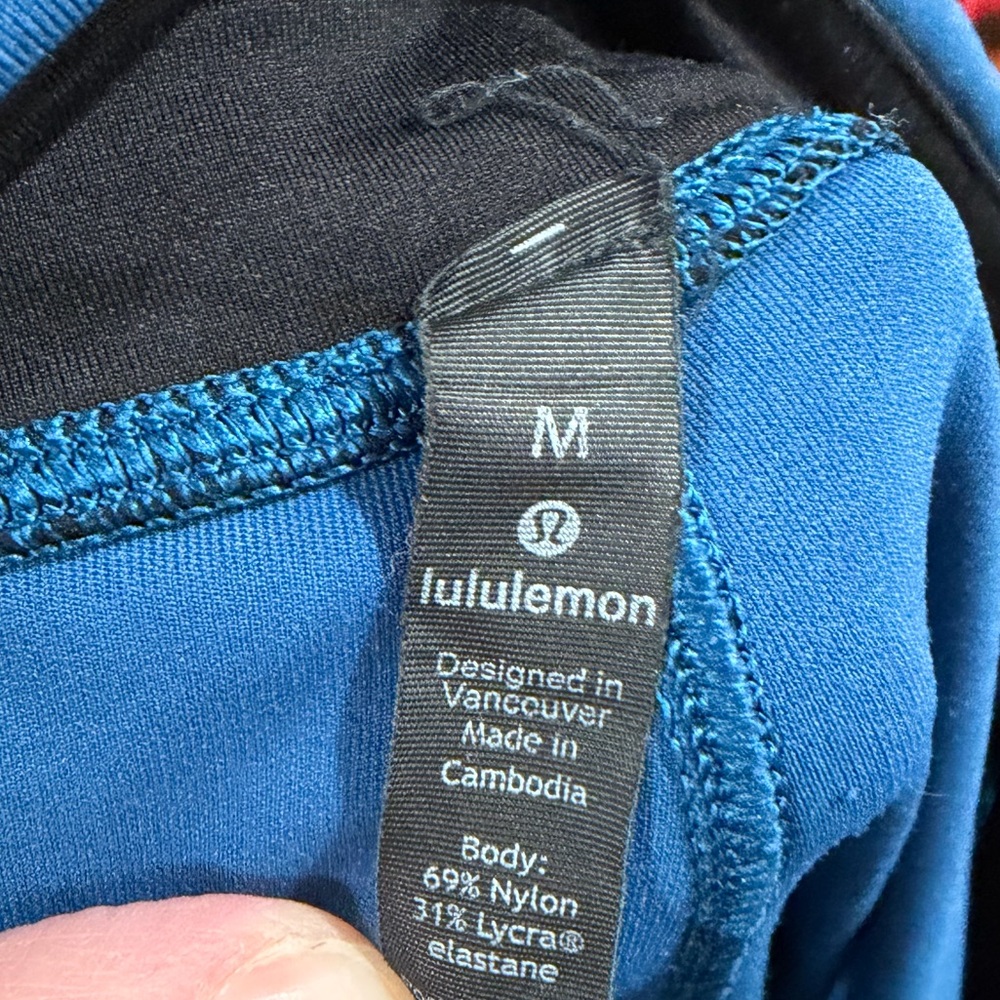 M
lululemon
Designed in
Vancouver
Made in
Cambodia
Body:
69% Nylon
31% Lycra®
elastane